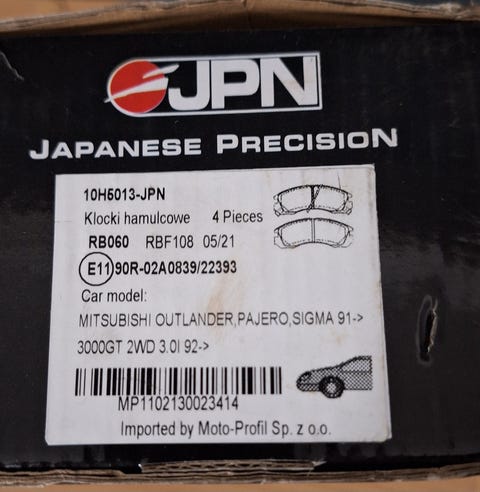 JPN
JAPANESE PRECISION
10H5013-JPN
Klocki hamulcowe 4 Pieces
RB060 RBF108 05/21
E11 90R-02A0839/22393
Car model:
MITSUBISHI OUTLANDER,PAJERO,SIGMA 91->
3000GT 2WD 3.0I 92->
MP1102130023414
Imported by Moto-Profil Sp. z o.o.